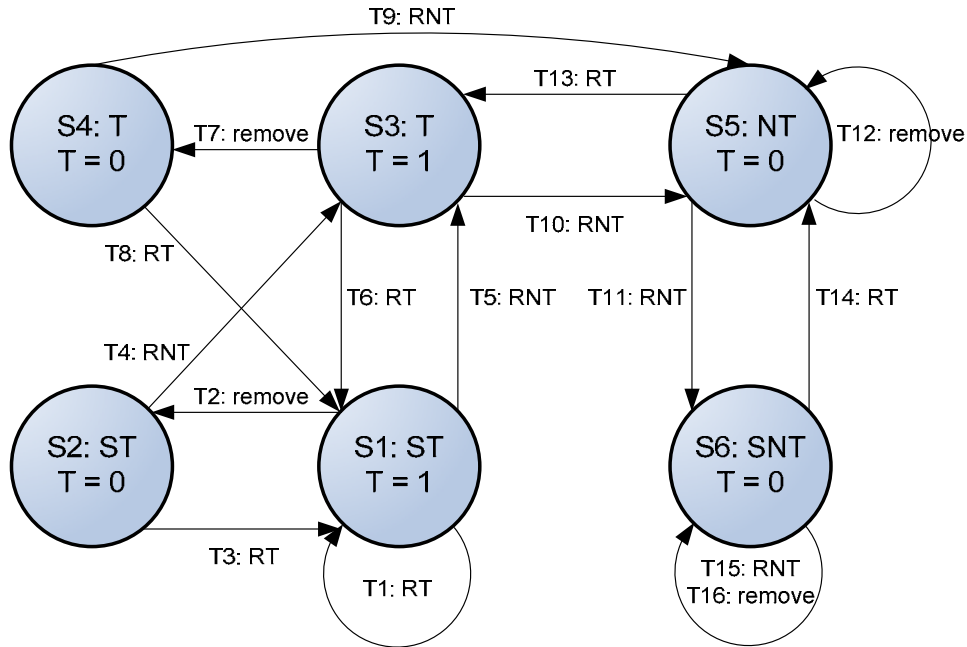 T9: RNT
T13: RT
S4: T
T = 0
T7: remove
S3: T
T = 1
S5: NT
T = 0
T12: remove
T10: RNT
T8: RT
T6: RT
T5: RNT
T11: RNT
T14: RT
T4: RNT
T2: remove
S2: ST
T = 0
S1: ST
T = 1
S6: SNT
T = 0
T3: RT
T1: RT
T15: RNT
T16: remove